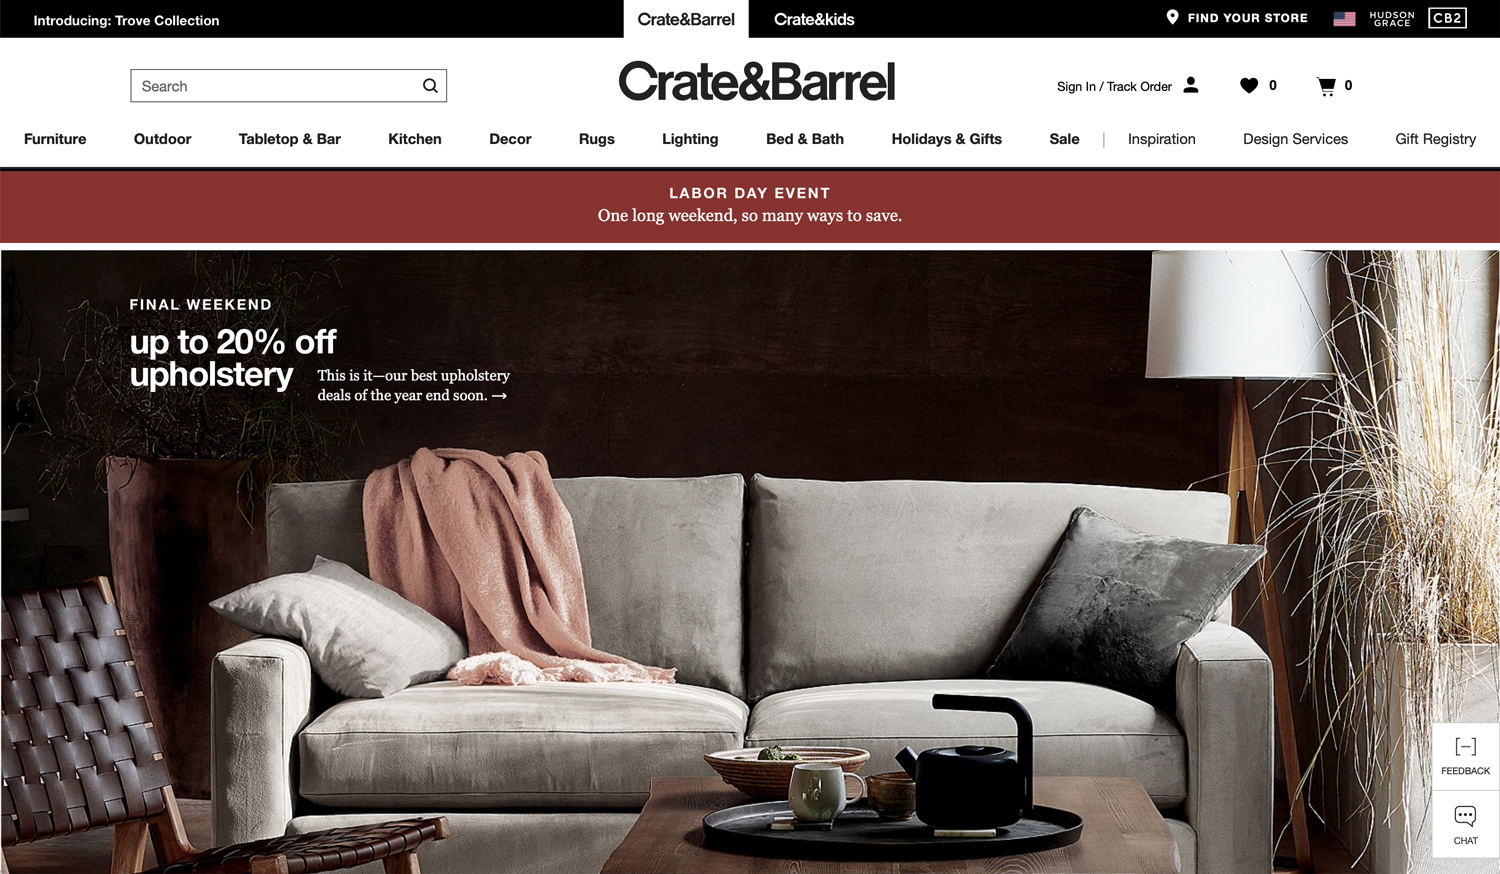 Introducing: Trove Collection
Crate&Barrel
Crate&kids
FIND YOUR STORE
HUDSON
GRACE
CB2
Search
Crate&Barrel
Sign In / Track Order
0
0
Furniture
Outdoor
Tabletop & Bar
Kitchen
Decor
Rugs
Lighting
Bed & Bath
Holidays & Gifts
Sale
Inspiration
Design Services
Gift Registry
LABOR DAY EVENT
One long weekend, so many ways to save.
FINAL WEEKEND
up to 20% off
upholstery
This is it—our best upholstery
deals of the year end soon. →
FEEDBACK
CHAT